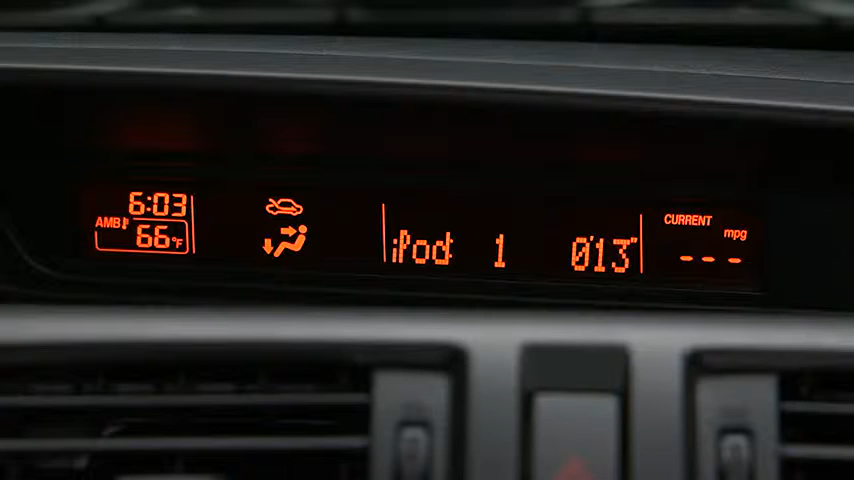 6:03
AMB 66°F
iPod 1 0'13"
CURRENT
mpg
---